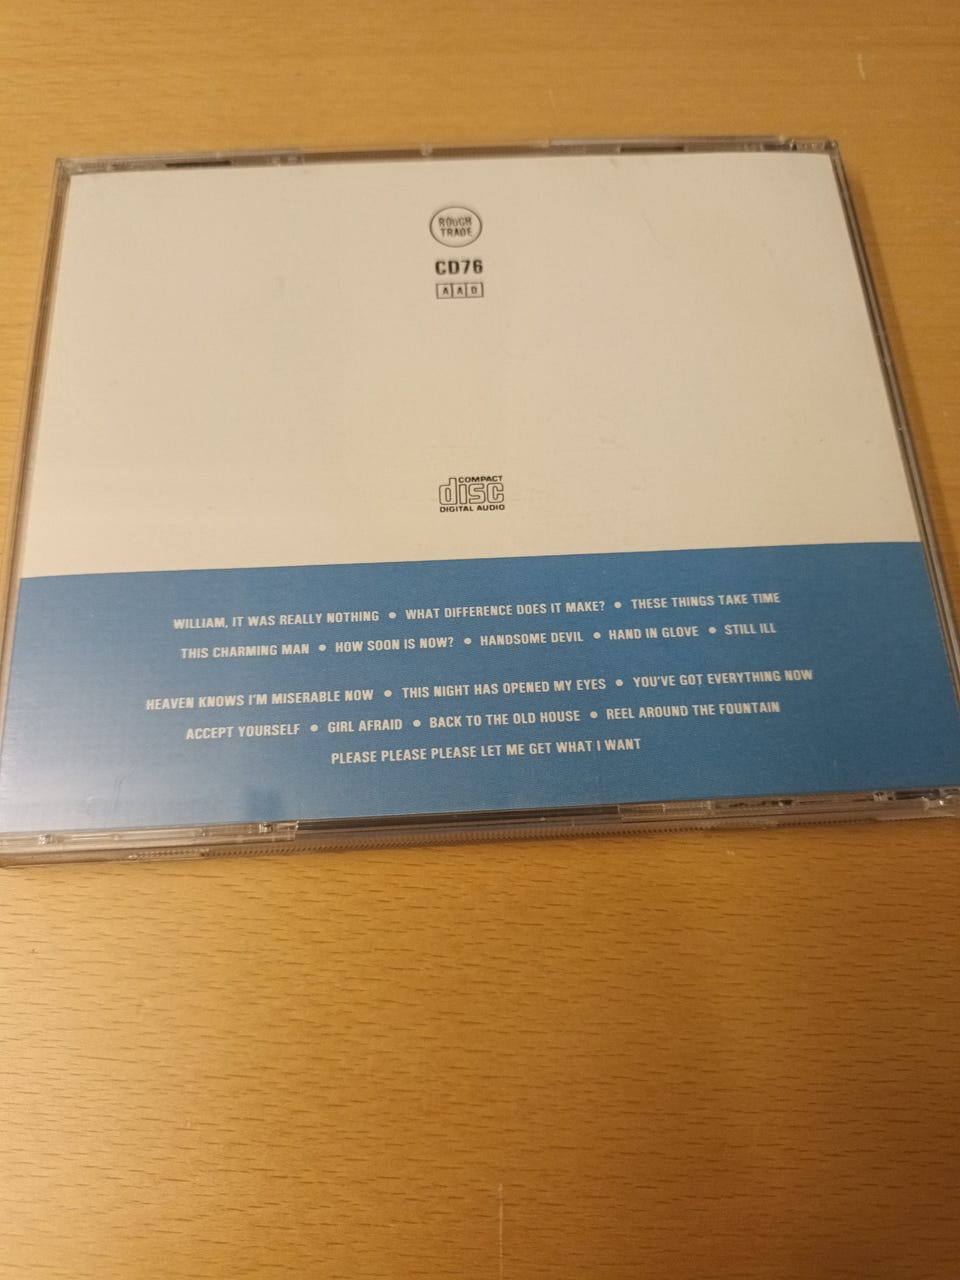 ROUGH
TRADE
CD76
AAD
COMPACT
disc
DIGITAL AUDIO
WILLIAM, IT WAS REALLY NOTHING ● WHAT DIFFERENCE DOES IT MAKE? ● THESE THINGS TAKE TIME
THIS CHARMING MAN ● HOW SOON IS NOW? ● HANDSOME DEVIL ● HAND IN GLOVE ● STILL ILL
HEAVEN KNOWS I'M MISERABLE NOW ● THIS NIGHT HAS OPENED MY EYES ● YOU'VE GOT EVERYTHING NOW
ACCEPT YOURSELF ● GIRL AFRAID ● BACK TO THE OLD HOUSE ● REEL AROUND THE FOUNTAIN
PLEASE PLEASE PLEASE LET ME GET WHAT I WANT